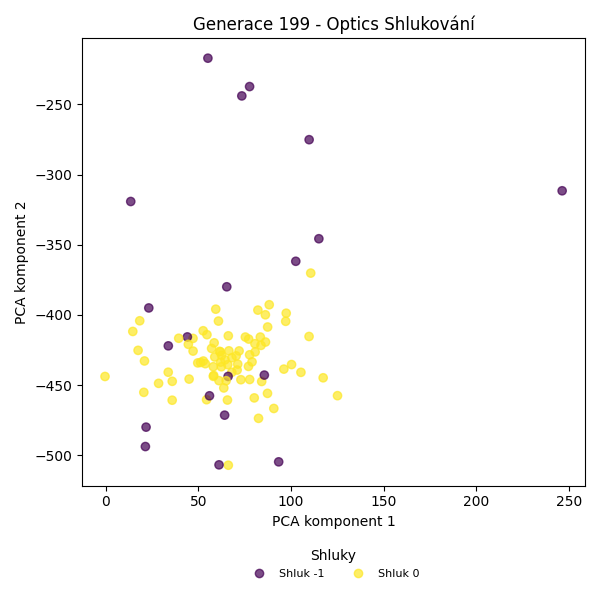 Generace 199 - Optics Shlukování
PCA komponent 2
−250
−300
−350
−400
−450
−500
0 50 100 150 200 250
PCA komponent 1
Shluky
Shluk -1 Shluk 0